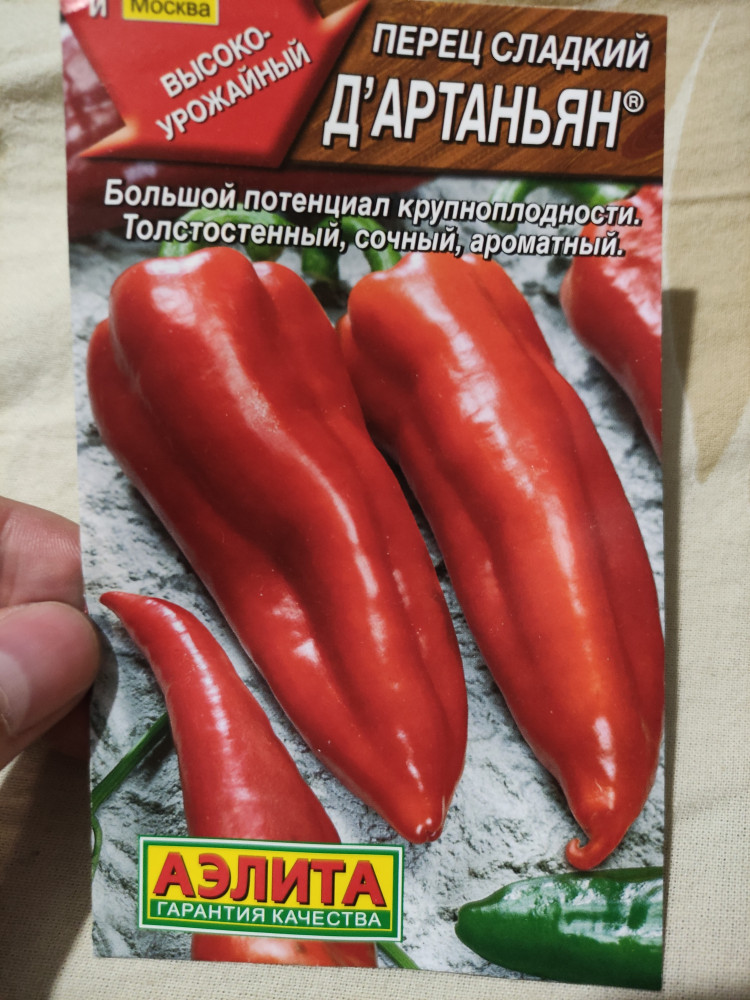 Москва
ВЫСОКО-
УРОЖАЙНЫЙ
ПЕРЕЦ СЛАДКИЙ
Д'АРТАНЬЯН®
Большой потенциал крупноплодности.
Толстостенный, сочный, ароматный.
АЭЛИТА
ГАРАНТИЯ КАЧЕСТВА